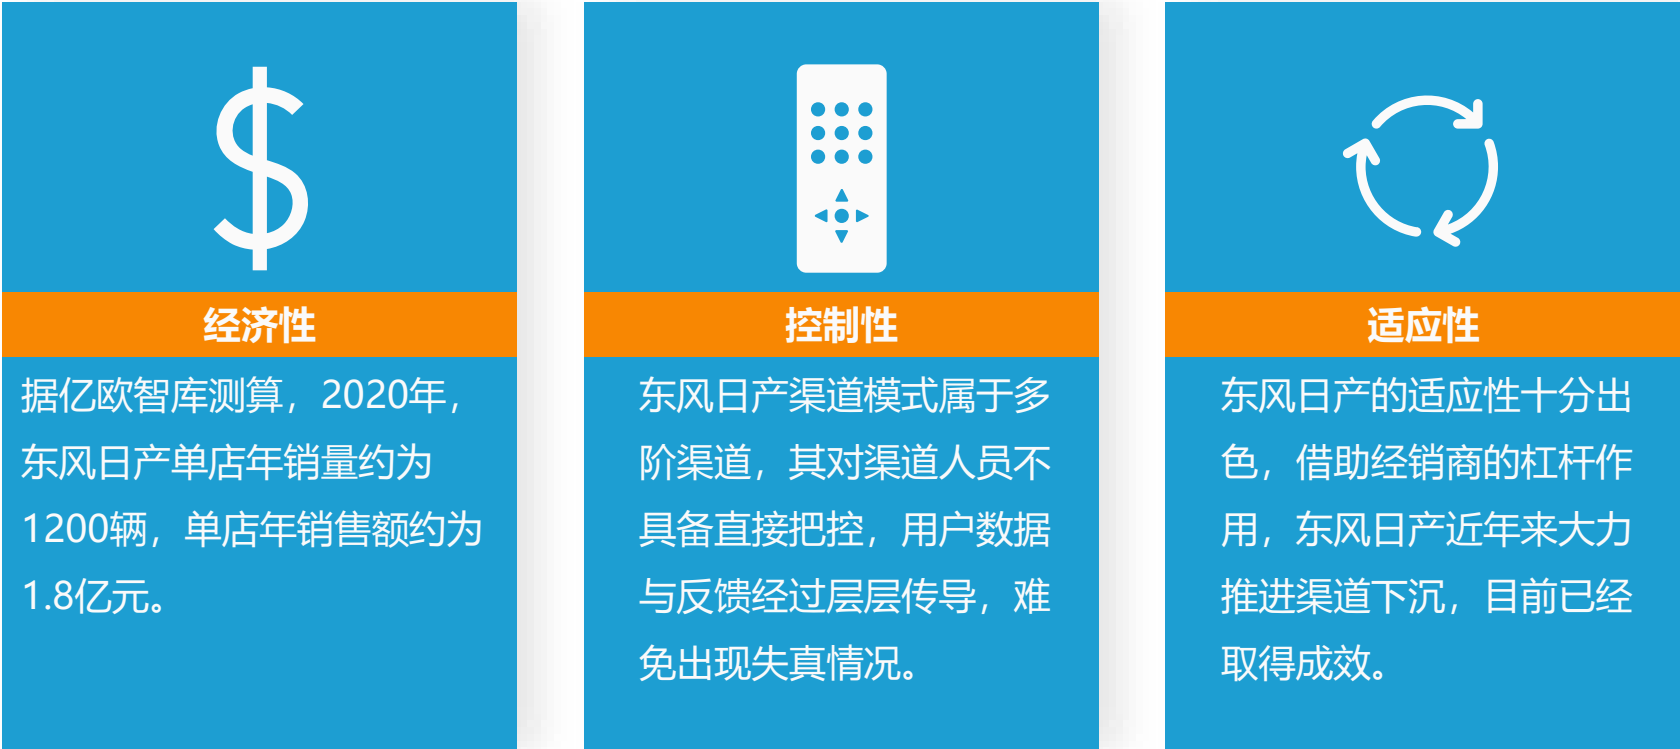 经济性
据亿欧智库测算，2020年，
东风日产单店年销量约为
1200辆，单店年销售额约为
1.8亿元。
控制性
东风日产渠道模式属于多
阶渠道，其对渠道人员不
具备直接把控，用户数据
与反馈经过层层传导，难
免出现失真情况。
适应性
东风日产的适应性十分出
色，借助经销商的杠杆作
用，东风日产近年来大力
推进渠道下沉，目前已经
取得成效。